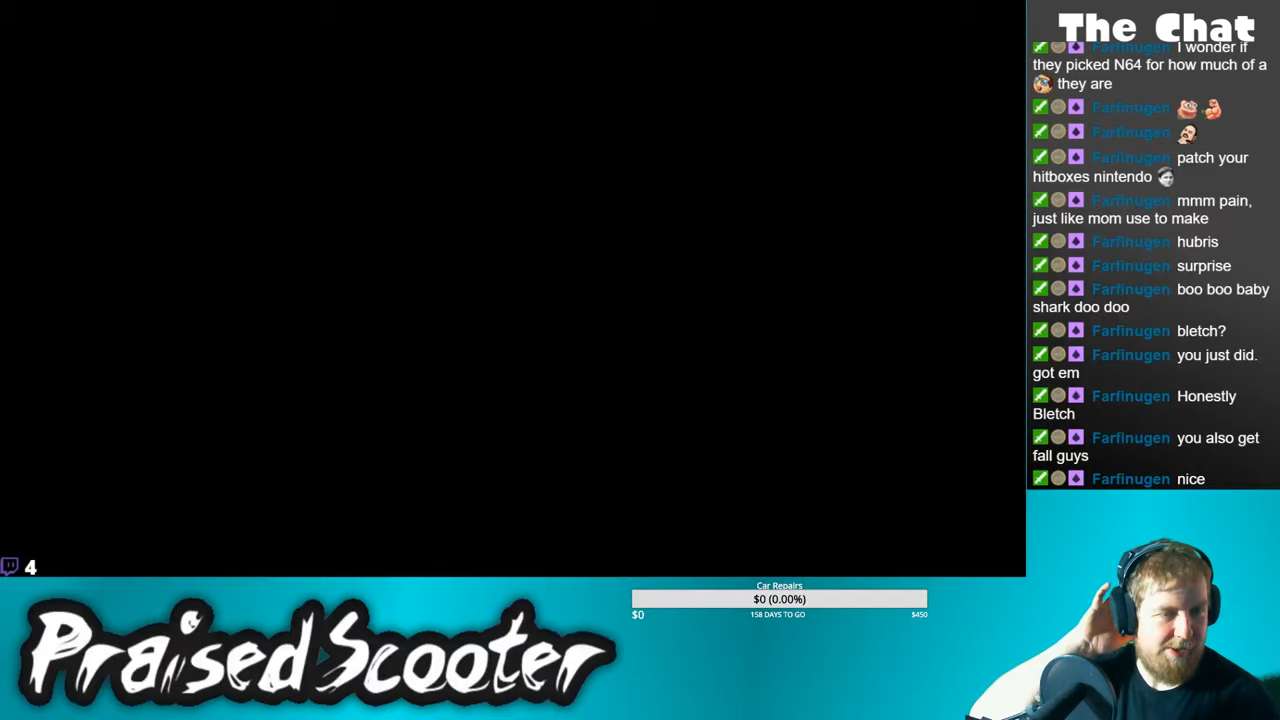 The Chat
Farfinugen I wonder if
they picked N64 for how much of a
they are
Farfinugen
Farfinugen
Farfinugen patch your
hitboxes nintendo
Farfinugen mmm pain,
just like mom use to make
Farfinugen hubris
Farfinugen surprise
Farfinugen boo boo baby
shark doo doo
Farfinugen bletch?
Farfinugen you just did.
got em
Farfinugen Honestly
Bletch
Farfinugen you also get
fall guys
Farfinugen nice
4
Car Repairs
$0 (0.00%)
$0 158 DAYS TO GO $450
Praised Scooter